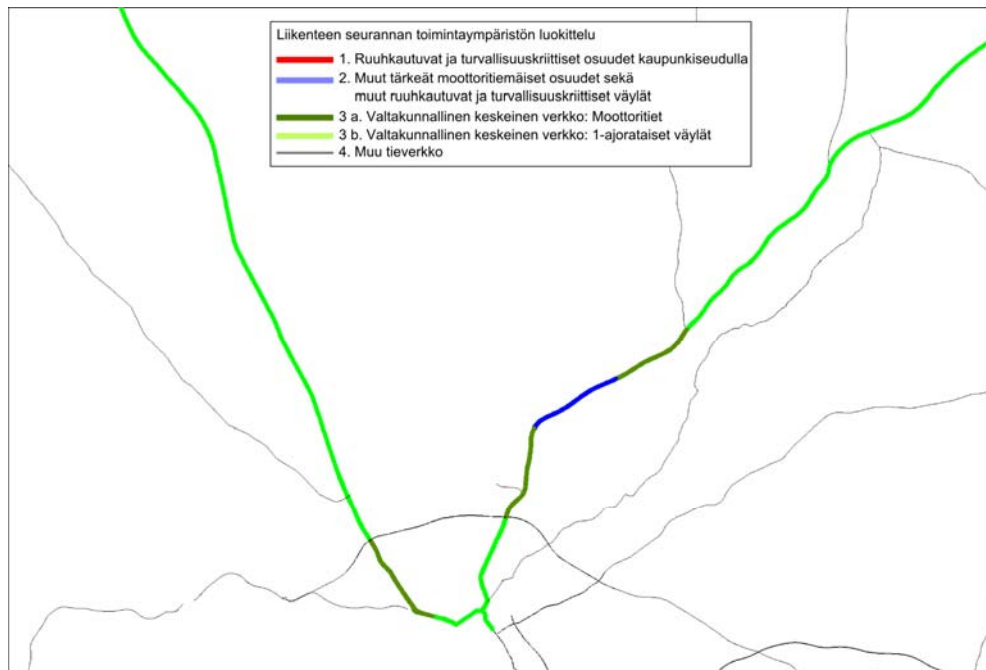 Liikenteen seurannan toimintaympäristön luokittelu
1. Ruuhkautuvat ja turvallisuuskriittiset osuudet kaupunkiseudulla
2. Muut tärkeät moottoritiemäiset osuudet sekä
muut ruuhkautuvat ja turvallisuuskriittiset väylät
3 a. Valtakunnallinen keskeinen verkko: Moottoritiet
3 b. Valtakunnallinen keskeinen verkko: 1-ajorataiset väylät
4. Muu tieverkko